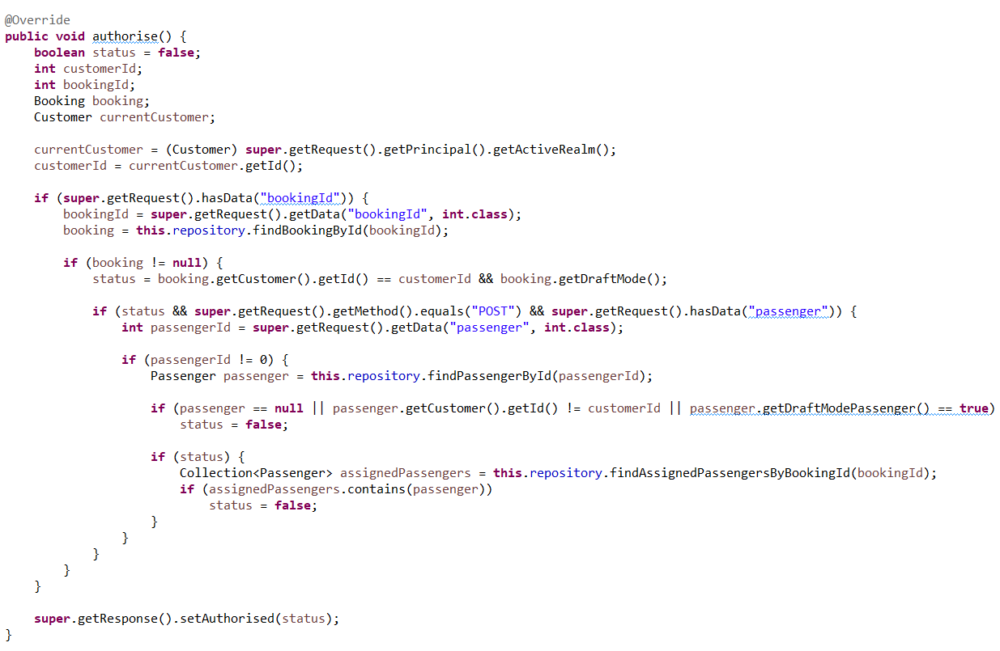 @Override
public void authorise() {
    boolean status = false;
    int customerId;
    int bookingId;
    Booking booking;
    Customer currentCustomer;

    currentCustomer = (Customer) super.getRequest().getPrincipal().getActiveRealm();
    customerId = currentCustomer.getId();

    if (super.getRequest().hasData("bookingId")) {
        bookingId = super.getRequest().getData("bookingId", int.class);
        booking = this.repository.findBookingById(bookingId);

        if (booking != null) {
            status = booking.getCustomer().getId() == customerId && booking.getDraftMode();

            if (status && super.getRequest().getMethod().equals("POST") && super.getRequest().hasData("passenger")) {
                int passengerId = super.getRequest().getData("passenger", int.class);

                if (passengerId != 0) {
                    Passenger passenger = this.repository.findPassengerById(passengerId);

                    if (passenger == null || passenger.getCustomer().getId() != customerId || passenger.getDraftModePassenger() == true)
                        status = false;

                    if (status) {
                        Collection<Passenger> assignedPassengers = this.repository.findAssignedPassengersByBookingId(bookingId);
                        if (assignedPassengers.contains(passenger))
                            status = false;
                    }
                }
            }
        }
    }

    super.getResponse().setAuthorised(status);
}